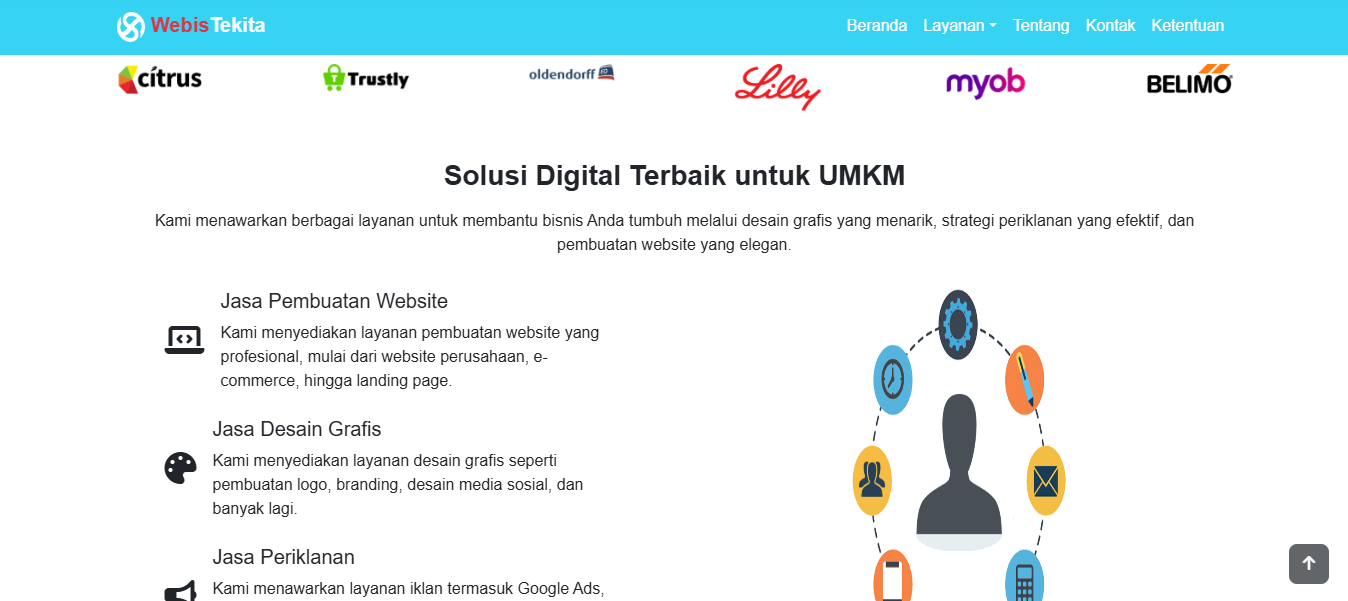 WebisTekita
Beranda Layanan Tentang Kontak Ketentuan
cítrus Trustly oldendorff Lilly myob BELIMO
Solusi Digital Terbaik untuk UMKM
Kami menawarkan berbagai layanan untuk membantu bisnis Anda tumbuh melalui desain grafis yang menarik, strategi periklanan yang efektif, dan
pembuatan website yang elegan.
Jasa Pembuatan Website
Kami menyediakan layanan pembuatan website yang
profesional, mulai dari website perusahaan, e-
commerce, hingga landing page.
Jasa Desain Grafis
Kami menyediakan layanan desain grafis seperti
pembuatan logo, branding, desain media sosial, dan
banyak lagi.
Jasa Periklanan
Kami menawarkan layanan iklan termasuk Google Ads,